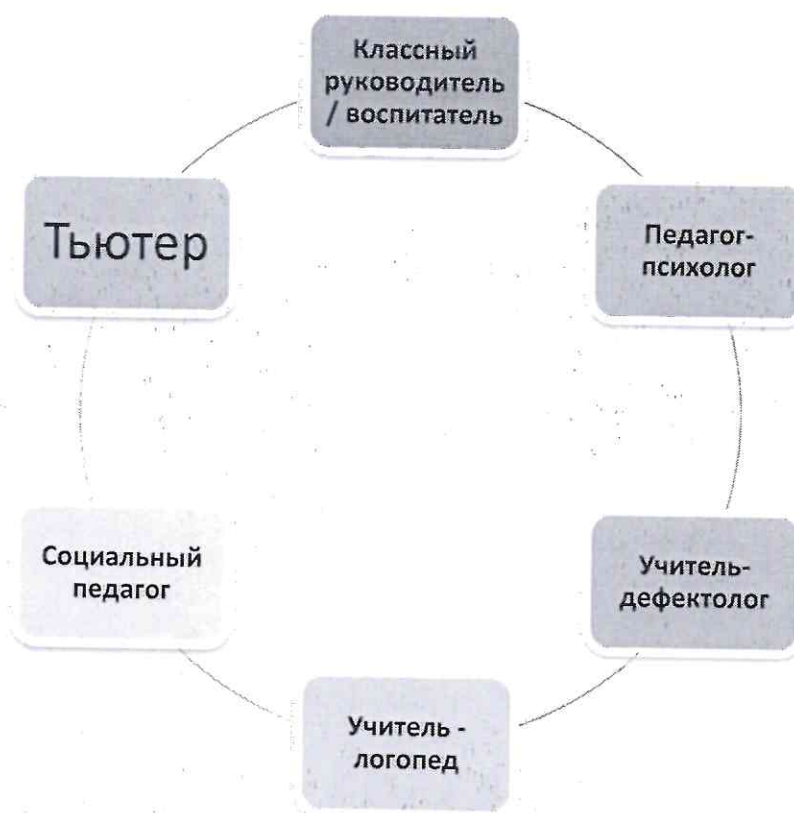 Классный
руководитель
/ воспитатель
Тьютер
Педагог-
психолог
Социальный
педагог
Учитель-
дефектолог
Учитель -
логопед